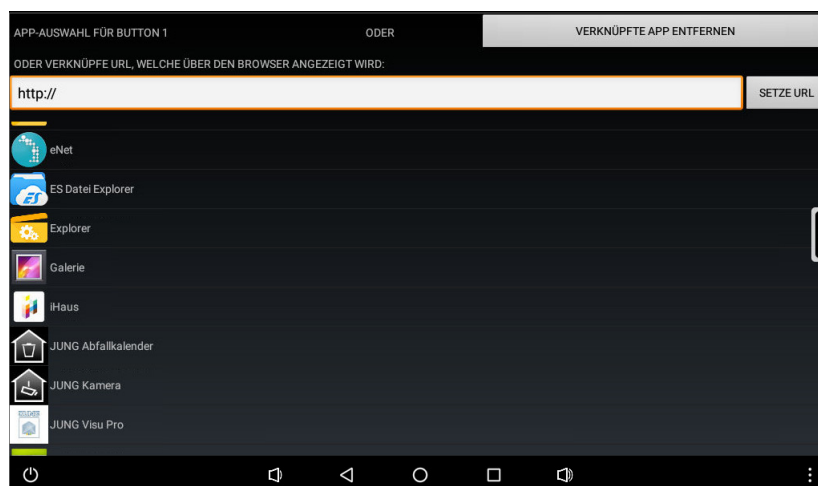 APP-AUSWAHL FÜR BUTTON 1 ODER VERKNÜPFTE APP ENTFERNEN
ODER VERKNÜPFE URL, WELCHE ÜBER DEN BROWSER ANGEZEIGT WIRD:
http:// SETZE URL
eNet
ES Datei Explorer
Explorer
Galerie
iHaus
JUNG Abfallkalender
JUNG Kamera
JUNG Visu Pro